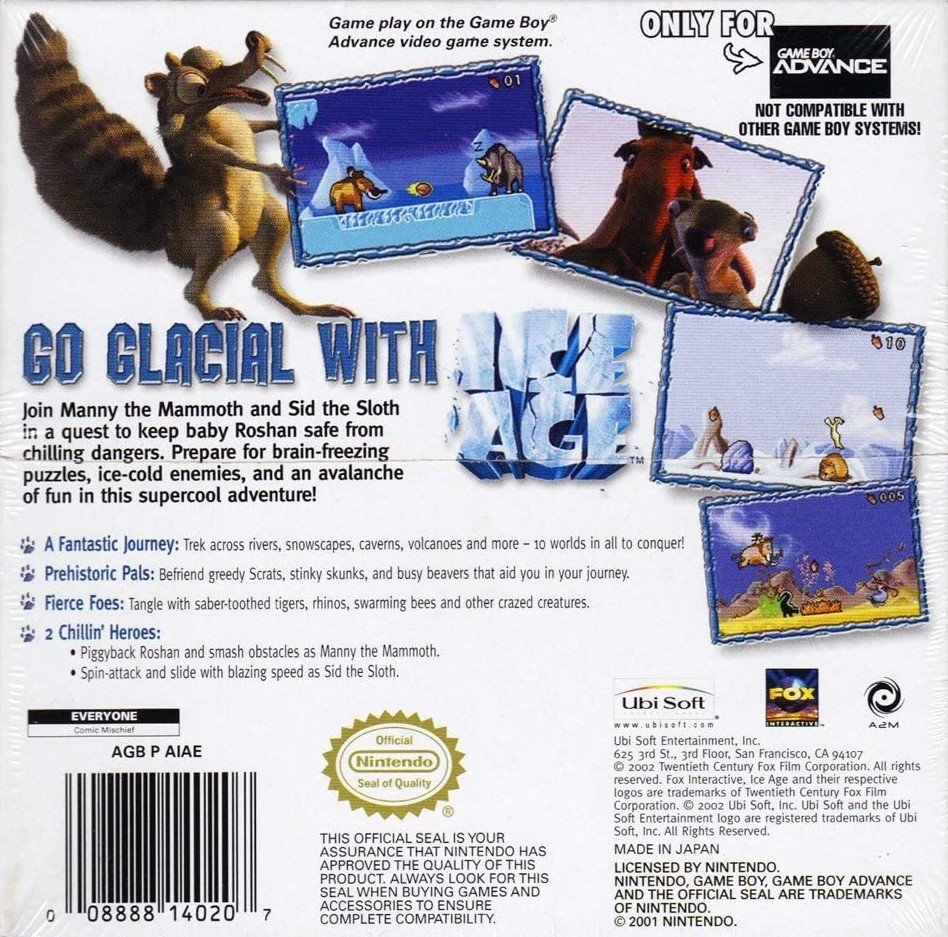 Game play on the Game Boy®
Advance video game system.
ONLY FOR
GAME BOY
ADVANCE
NOT COMPATIBLE WITH
OTHER GAME BOY SYSTEMS!
01
Z
10
005
GO GLACIAL WITH
ICE
AGE™
Join Manny the Mammoth and Sid the Sloth
in a quest to keep baby Roshan safe from
chilling dangers. Prepare for brain-freezing
puzzles, ice-cold enemies, and an avalanche
of fun in this supercool adventure!
A Fantastic Journey: Trek across rivers, snowscapes, caverns, volcanoes and more – 10 worlds in all to conquer!
Prehistoric Pals: Befriend greedy Scrats, stinky skunks, and busy beavers that aid you in your journey.
Fierce Foes: Tangle with saber-toothed tigers, rhinos, swarming bees and other crazed creatures.
2 Chillin' Heroes:
• Piggyback Roshan and smash obstacles as Manny the Mammoth.
• Spin-attack and slide with blazing speed as Sid the Sloth.
EVERYONE
Comic Mischief
AGB P AIAE
0 08888 14020 7
Official
Nintendo
Seal of Quality
®
THIS OFFICIAL SEAL IS YOUR
ASSURANCE THAT NINTENDO HAS
APPROVED THE QUALITY OF THIS
PRODUCT. ALWAYS LOOK FOR THIS
SEAL WHEN BUYING GAMES AND
ACCESSORIES TO ENSURE
COMPLETE COMPATIBILITY.
Ubi Soft®
www.ubisoft.com
FOX
INTERACTIVE™
A2M
Ubi Soft Entertainment, Inc.
625 3rd St., 3rd Floor, San Francisco, CA 94107
© 2002 Twentieth Century Fox Film Corporation. All rights
reserved. Fox Interactive, Ice Age and their respective
logos are trademarks of Twentieth Century Fox Film
Corporation. © 2002 Ubi Soft, Inc. Ubi Soft and the Ubi
Soft Entertainment logo are registered trademarks of Ubi
Soft, Inc. All Rights Reserved.
MADE IN JAPAN
LICENSED BY NINTENDO.
NINTENDO, GAME BOY, GAME BOY ADVANCE
AND THE OFFICIAL SEAL ARE TRADEMARKS
OF NINTENDO.
© 2001 NINTENDO.